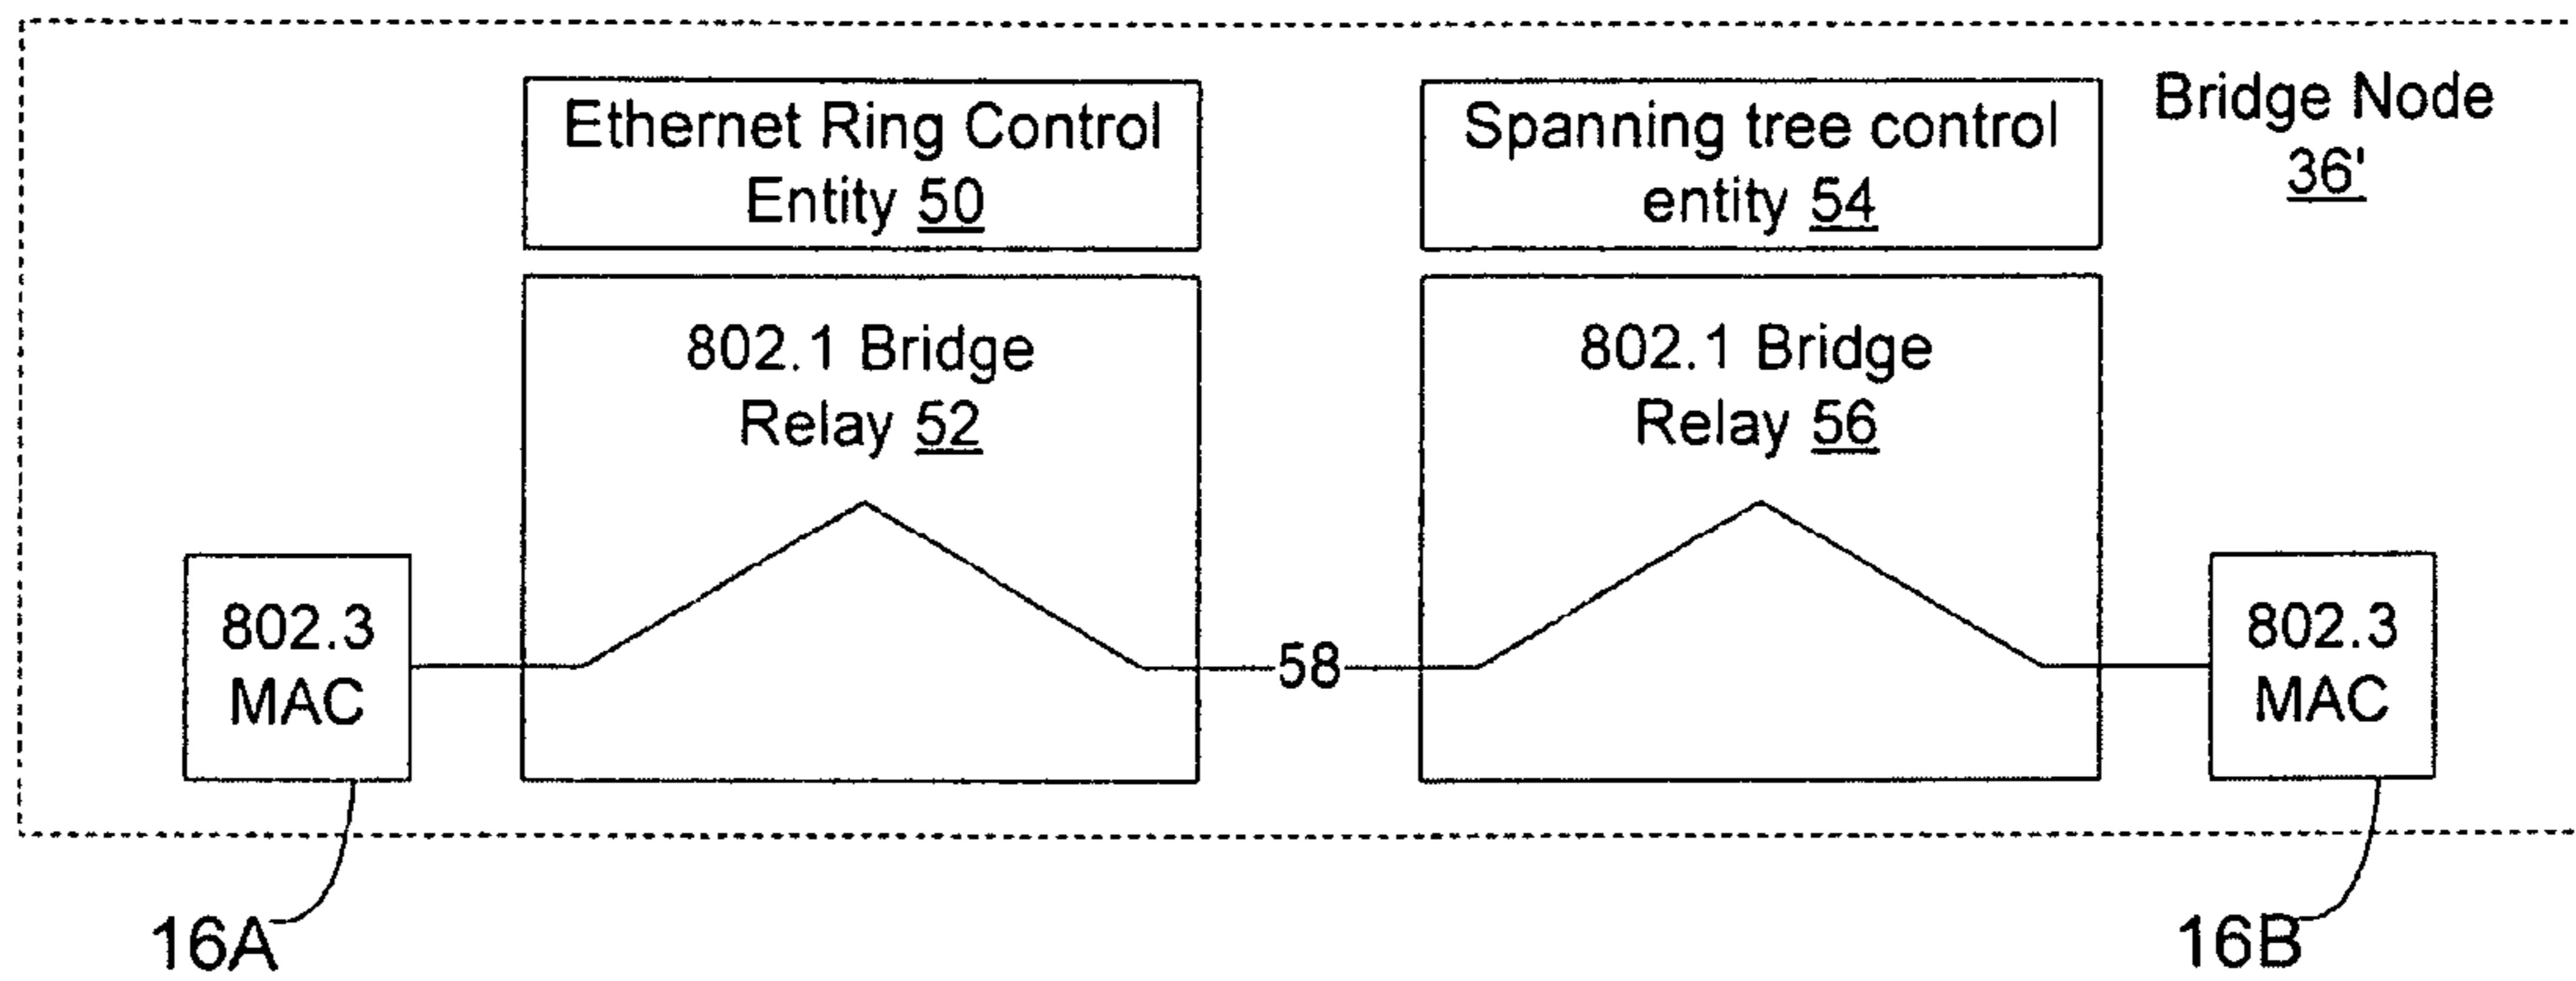 Ethernet Ring Control
Entity 50
Spanning tree control
entity 54
Bridge Node
36'
802.1 Bridge
Relay 52
802.1 Bridge
Relay 56
802.3
MAC
58
802.3
MAC
16A
16B